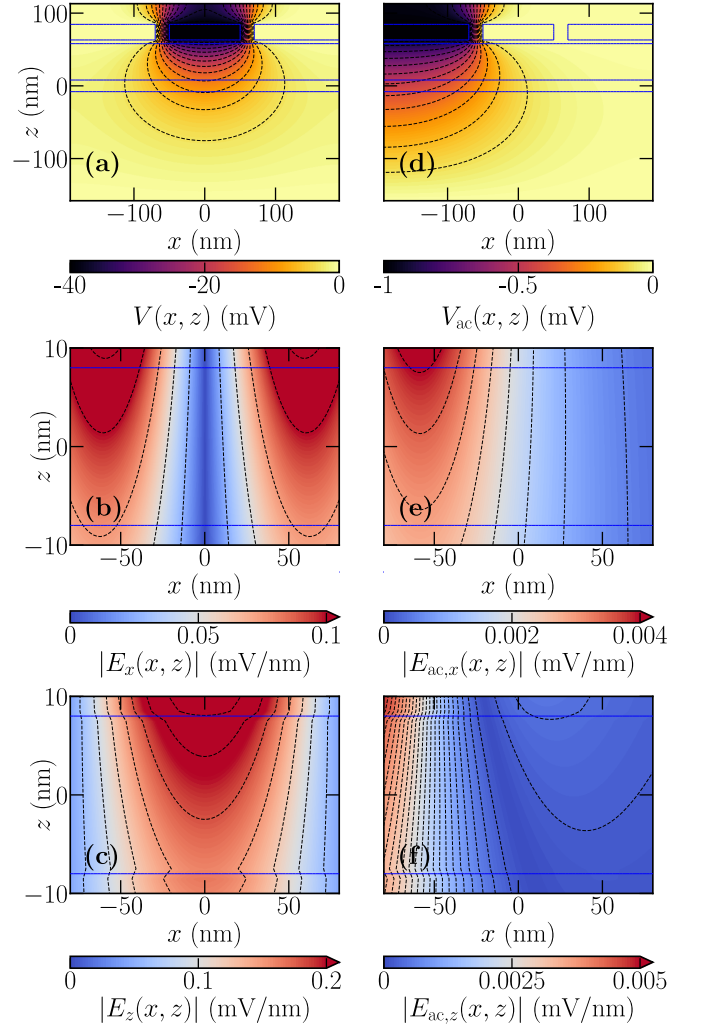 100
0
−100
z (nm)
(a)
(d)
−100 0 100
−100 0 100
x (nm)
x (nm)
-40 -20 0
-1 -0.5 0
V(x, z) (mV)
V_ac(x, z) (mV)
10
0
−10
z (nm)
(b)
(e)
−50 0 50
−50 0 50
x (nm)
x (nm)
0 0.05 0.1
0 0.002 0.004
|E_x(x, z)| (mV/nm)
|E_ac,x(x, z)| (mV/nm)
10
0
−10
z (nm)
(c)
(f)
−50 0 50
−50 0 50
x (nm)
x (nm)
0 0.1 0.2
0 0.0025 0.005
|E_z(x, z)| (mV/nm)
|E_ac,z(x, z)| (mV/nm)